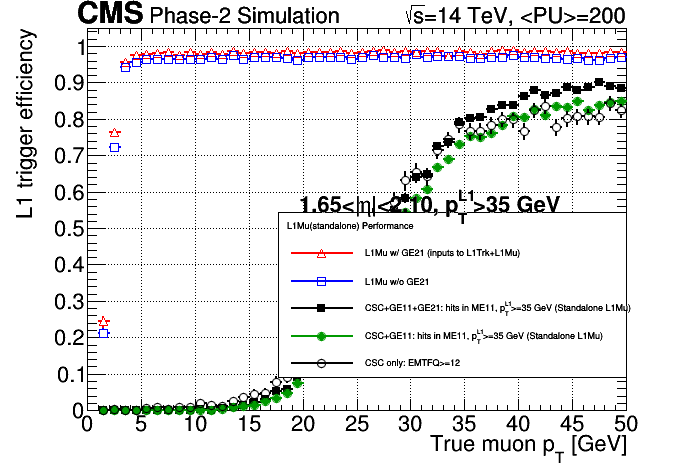 CMS Phase-2 Simulation √s=14 TeV, <PU>=200
L1 trigger efficiency
1
0.9
0.8
0.7
0.6
0.5
0.4
0.3
0.2
0.1
0
1.65<|η|<2.10, p_T^L1>35 GeV
L1Mu(standalone) Performance
L1Mu w/ GE21 (inputs to L1Trk+L1Mu)
L1Mu w/o GE21
CSC+GE11+GE21: hits in ME11, p_T^L1>=35 GeV (Standalone L1Mu)
CSC+GE11: hits in ME11, p_T^L1>=35 GeV (Standalone L1Mu)
CSC only: EMTFQ>=12
0 5 10 15 20 25 30 35 40 45 50
True muon p_T [GeV]